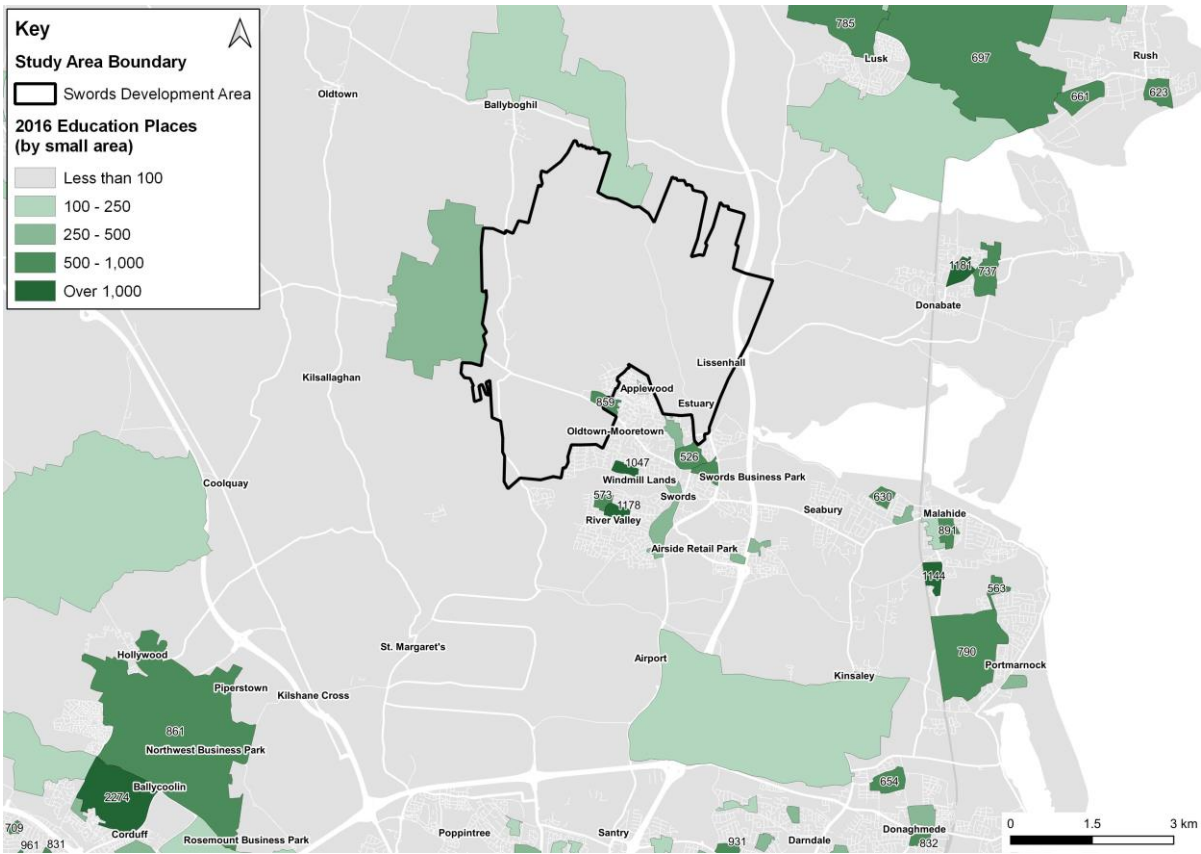 Key
Study Area Boundary
Swords Development Area
2016 Education Places
(by small area)
Less than 100
100 - 250
250 - 500
500 - 1,000
Over 1,000
785
Lusk
697
Rush
661
623
Oldtown
Ballyboghil
1181
737
Donabate
Lissenhall
Kilsallaghan
Applewood
859
Estuary
Oldtown-Mooretown
526
1047
Swords Business Park
Windmill Lands
Coolquay
573
1178
Swords
River Valley
Seabury
630
Malahide
891
Airside Retail Park
1144
563
St. Margaret's
Hollywood
Airport
790
Portmarnock
Kinsaley
Piperstown
Kilshane Cross
861
Northwest Business Park
Ballycoolin
2274
654
Corduff
709
961
831
Rosemount Business Park
Poppintree
Santry
931
Darndale
Donaghmede
832
0
1.5
3 km